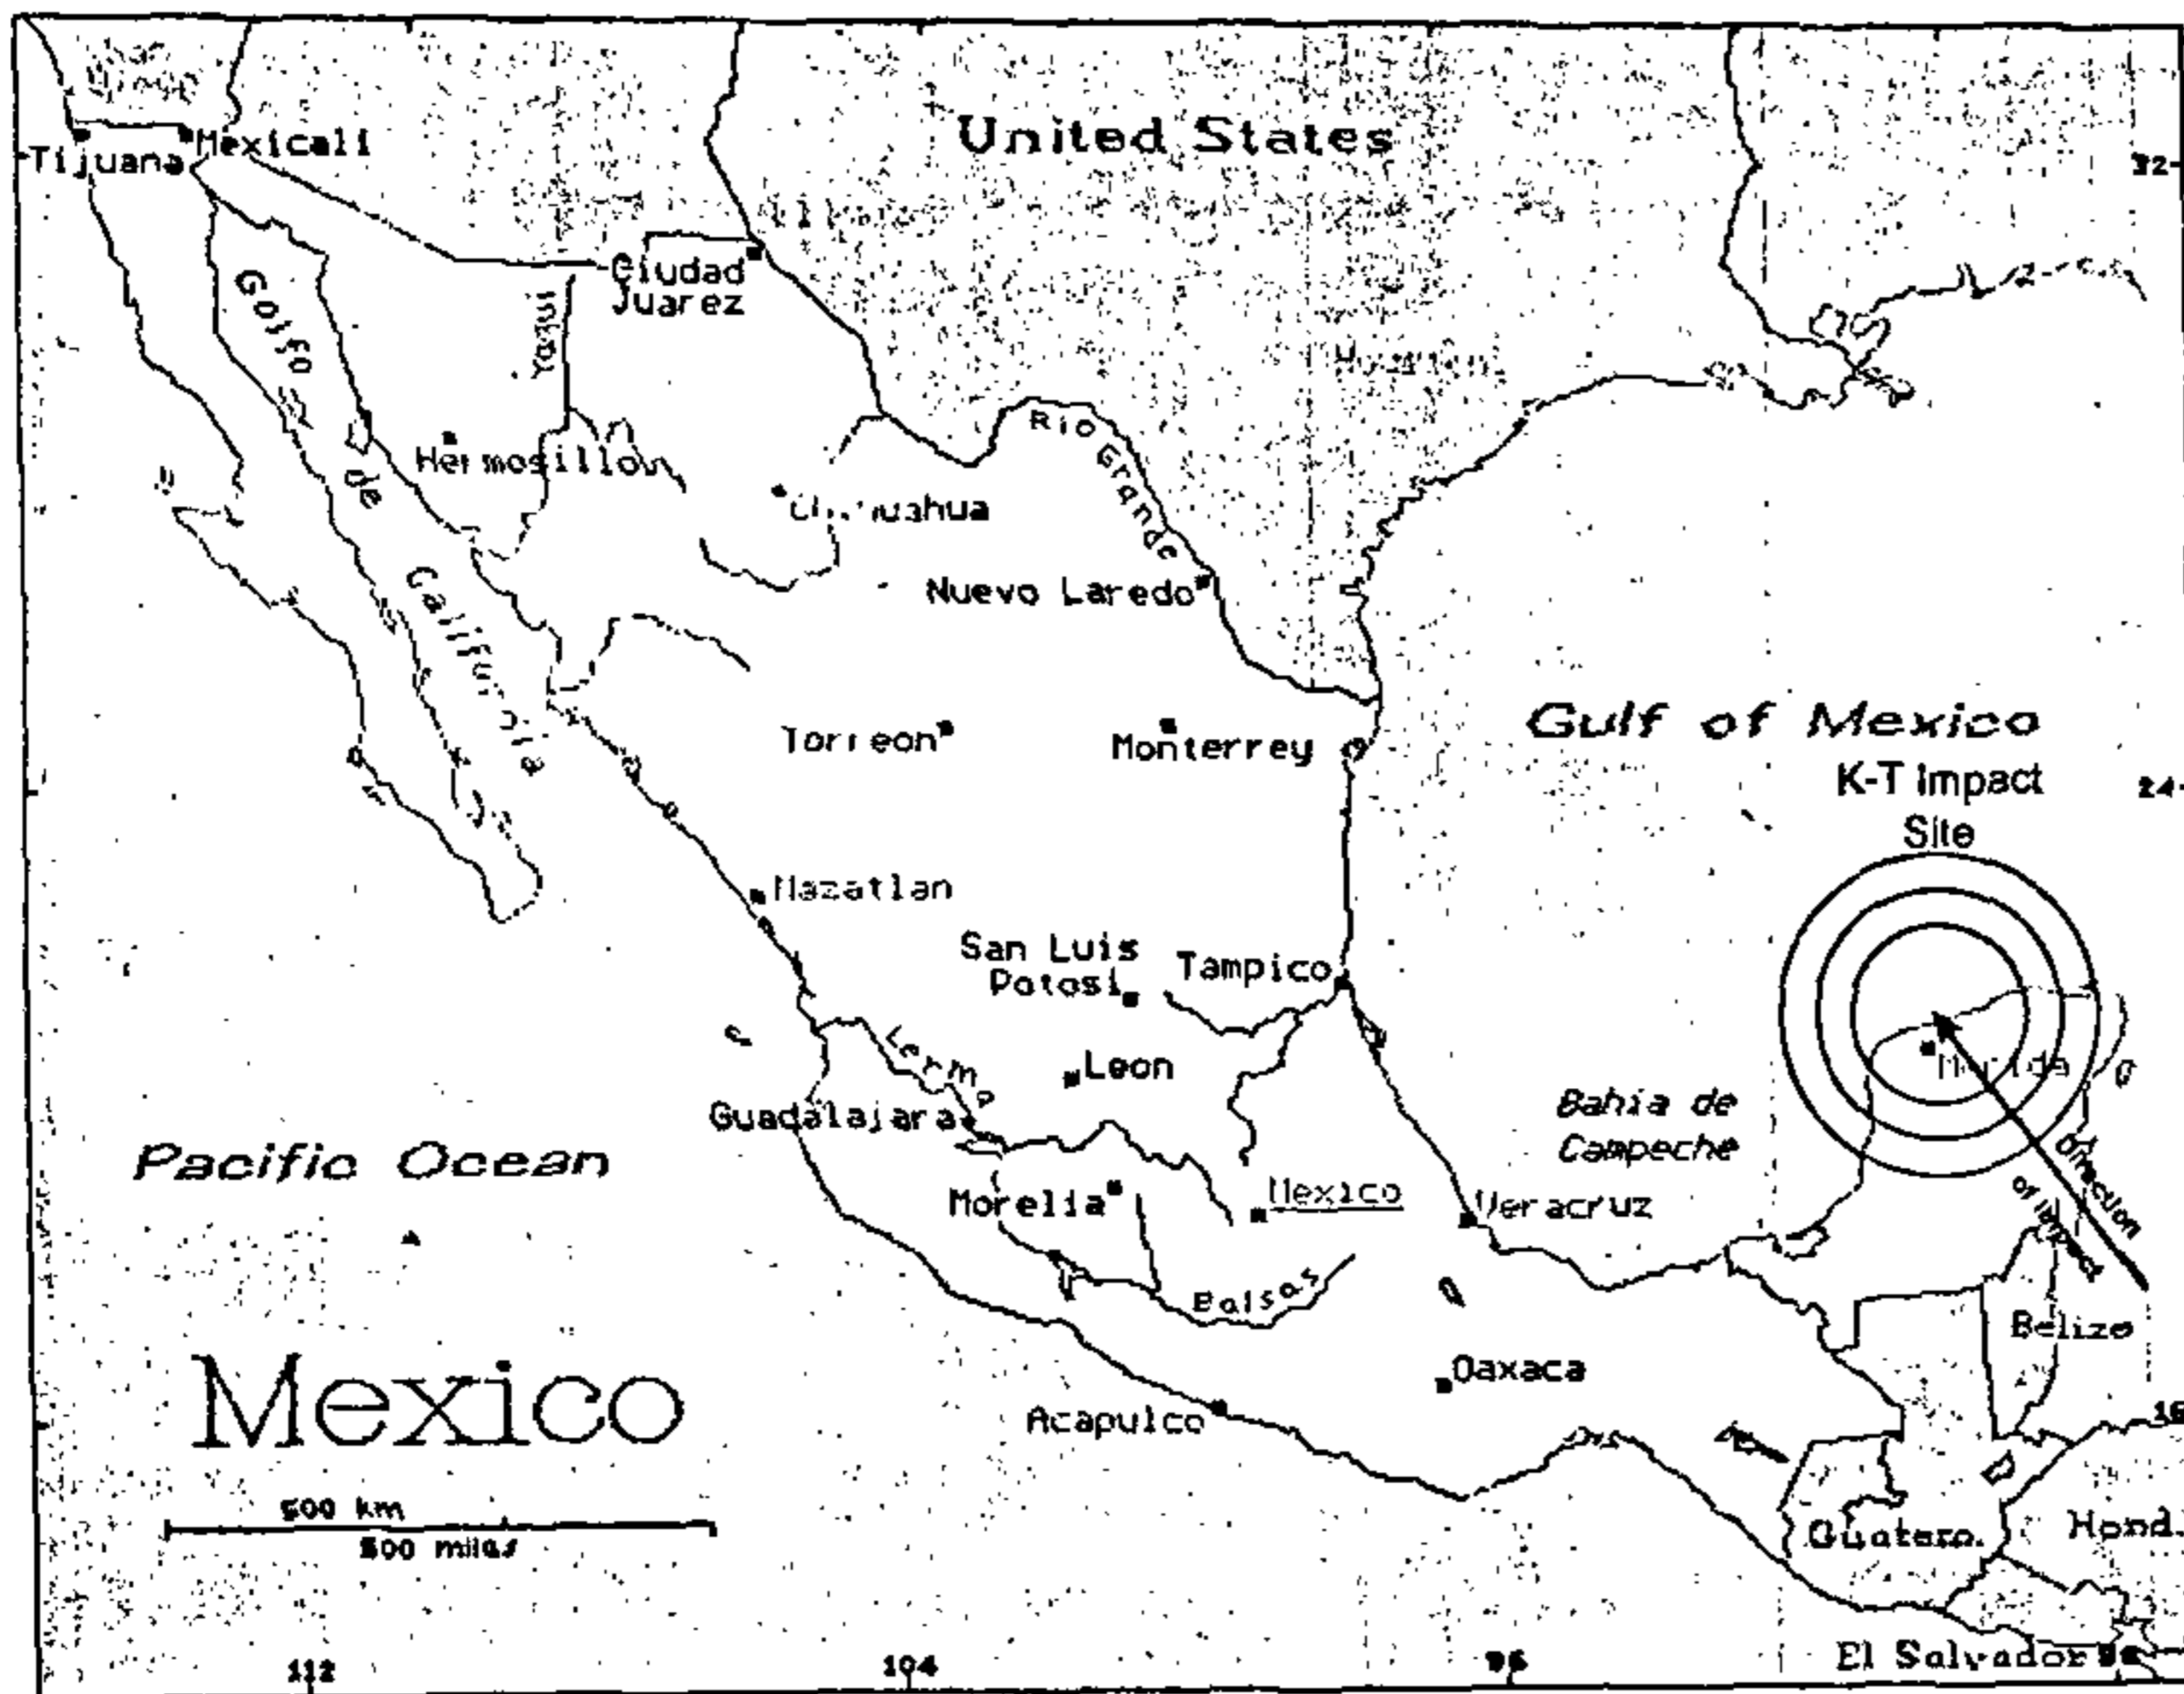 United States
Mexicali
Tijuana
32
Ciudad
Juarez
Golfo
de
California
Yaqui
Hermosillo
Rio Grande
Nuevo Laredo
Torreon
Monterrey
Gulf of Mexico
K-T Impact
Site
24
Mazatlan
San Luis
Potosi
Tampico
Lerma
Leon
Guadalajara
Bahia de
Campeche
Direction
of Impact
Pacific Ocean
Morelia
Mexico
Veracruz
Balsas
Belize
Oaxaca
Acapulco
16
Mexico
500 km
500 miles
Guatem.
Hond.
El Salvador
112
104
96